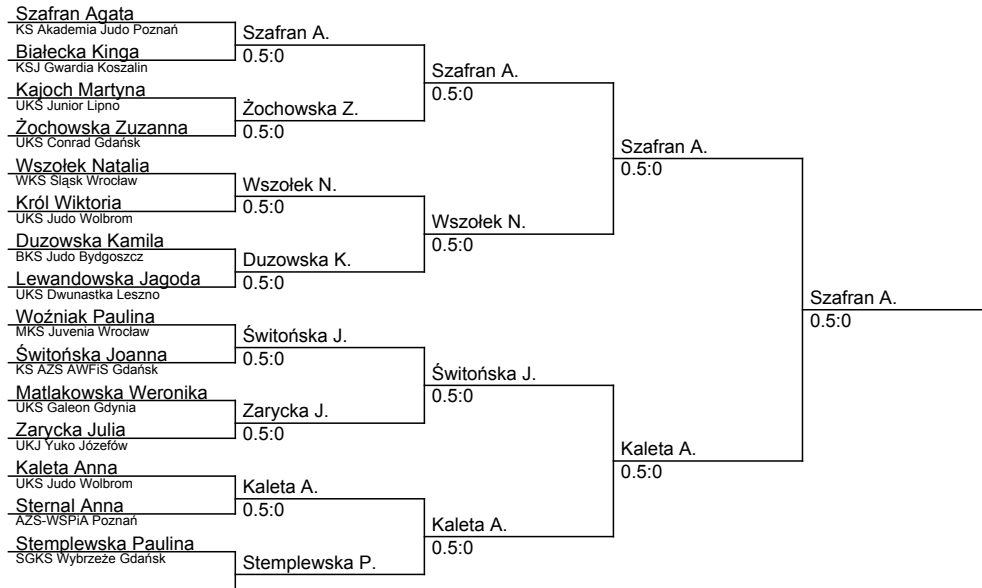 Szafran Agata
KS Akademia Judo Poznań
Białecka Kinga
KSJ Gwardia Koszalin
Kajoch Martyna
UKS Junior Lipno
Żochowska Zuzanna
UKS Conrad Gdańsk
Wszołek Natalia
WKS Śląsk Wrocław
Król Wiktoria
UKS Judo Wolbrom
Duzowska Kamila
BKS Judo Bydgoszcz
Lewandowska Jagoda
UKS Dwunastka Leszno
Woźniak Paulina
MKS Juvenia Wrocław
Świtońska Joanna
KS AZS AWFiS Gdańsk
Matlakowska Weronika
UKS Galeon Gdynia
Zarycka Julia
UKJ Yuko Józefów
Kaleta Anna
UKS Judo Wolbrom
Sternal Anna
AZS-WSPiA Poznań
Stemplewska Paulina
SGKS Wybrzeże Gdańsk
Szafran A.
0.5:0
Żochowska Z.
0.5:0
Wszołek N.
0.5:0
Duzowska K.
0.5:0
Świtońska J.
0.5:0
Zarycka J.
0.5:0
Kaleta A.
0.5:0
Stemplewska P.
Szafran A.
0.5:0
Wszołek N.
0.5:0
Świtońska J.
0.5:0
Kaleta A.
0.5:0
Szafran A.
0.5:0
Kaleta A.
0.5:0
Szafran A.
0.5:0